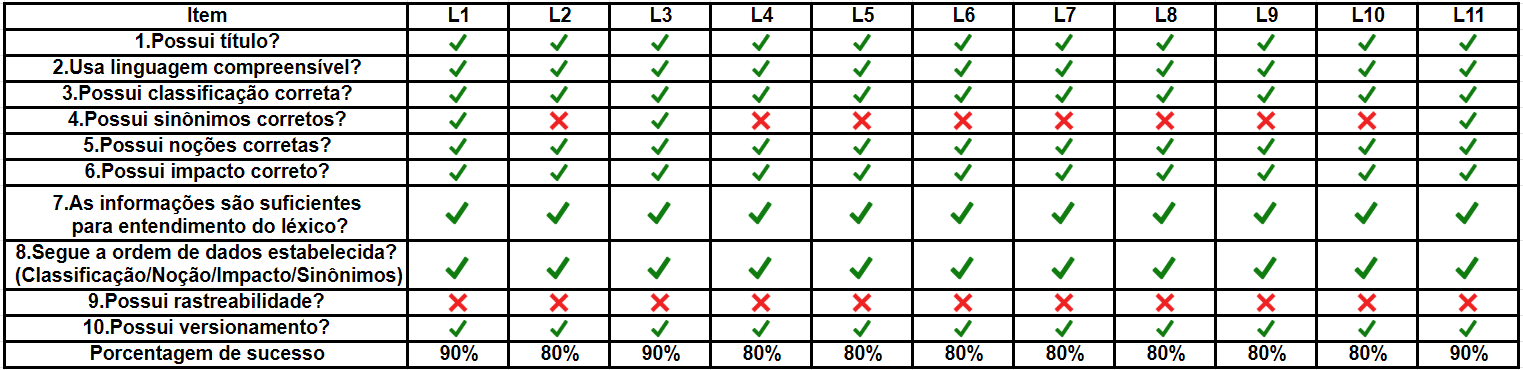 Item L1 L2 L3 L4 L5 L6 L7 L8 L9 L10 L11
1.Possui título? ✓ ✓ ✓ ✓ ✓ ✓ ✓ ✓ ✓ ✓ ✓
2.Usa linguagem compreensível? ✓ ✓ ✓ ✓ ✓ ✓ ✓ ✓ ✓ ✓ ✓
3.Possui classificação correta? ✓ ✓ ✓ ✓ ✓ ✓ ✓ ✓ ✓ ✓ ✓
4.Possui sinônimos corretos? ✓ ✗ ✓ ✗ ✗ ✗ ✗ ✗ ✗ ✗ ✓
5.Possui noções corretas? ✓ ✓ ✓ ✓ ✓ ✓ ✓ ✓ ✓ ✓ ✓
6.Possui impacto correto? ✓ ✓ ✓ ✓ ✓ ✓ ✓ ✓ ✓ ✓ ✓
7.As informações são suficientes
para entendimento do léxico? ✓ ✓ ✓ ✓ ✓ ✓ ✓ ✓ ✓ ✓ ✓
8.Segue a ordem de dados estabelecida?
(Classificação/Noção/Impacto/Sinônimos) ✓ ✓ ✓ ✓ ✓ ✓ ✓ ✓ ✓ ✓ ✓
9.Possui rastreabilidade? ✗ ✗ ✗ ✗ ✗ ✗ ✗ ✗ ✗ ✗ ✗
10.Possui versionamento? ✓ ✓ ✓ ✓ ✓ ✓ ✓ ✓ ✓ ✓ ✓
Porcentagem de sucesso 90% 80% 90% 80% 80% 80% 80% 80% 80% 80% 90%